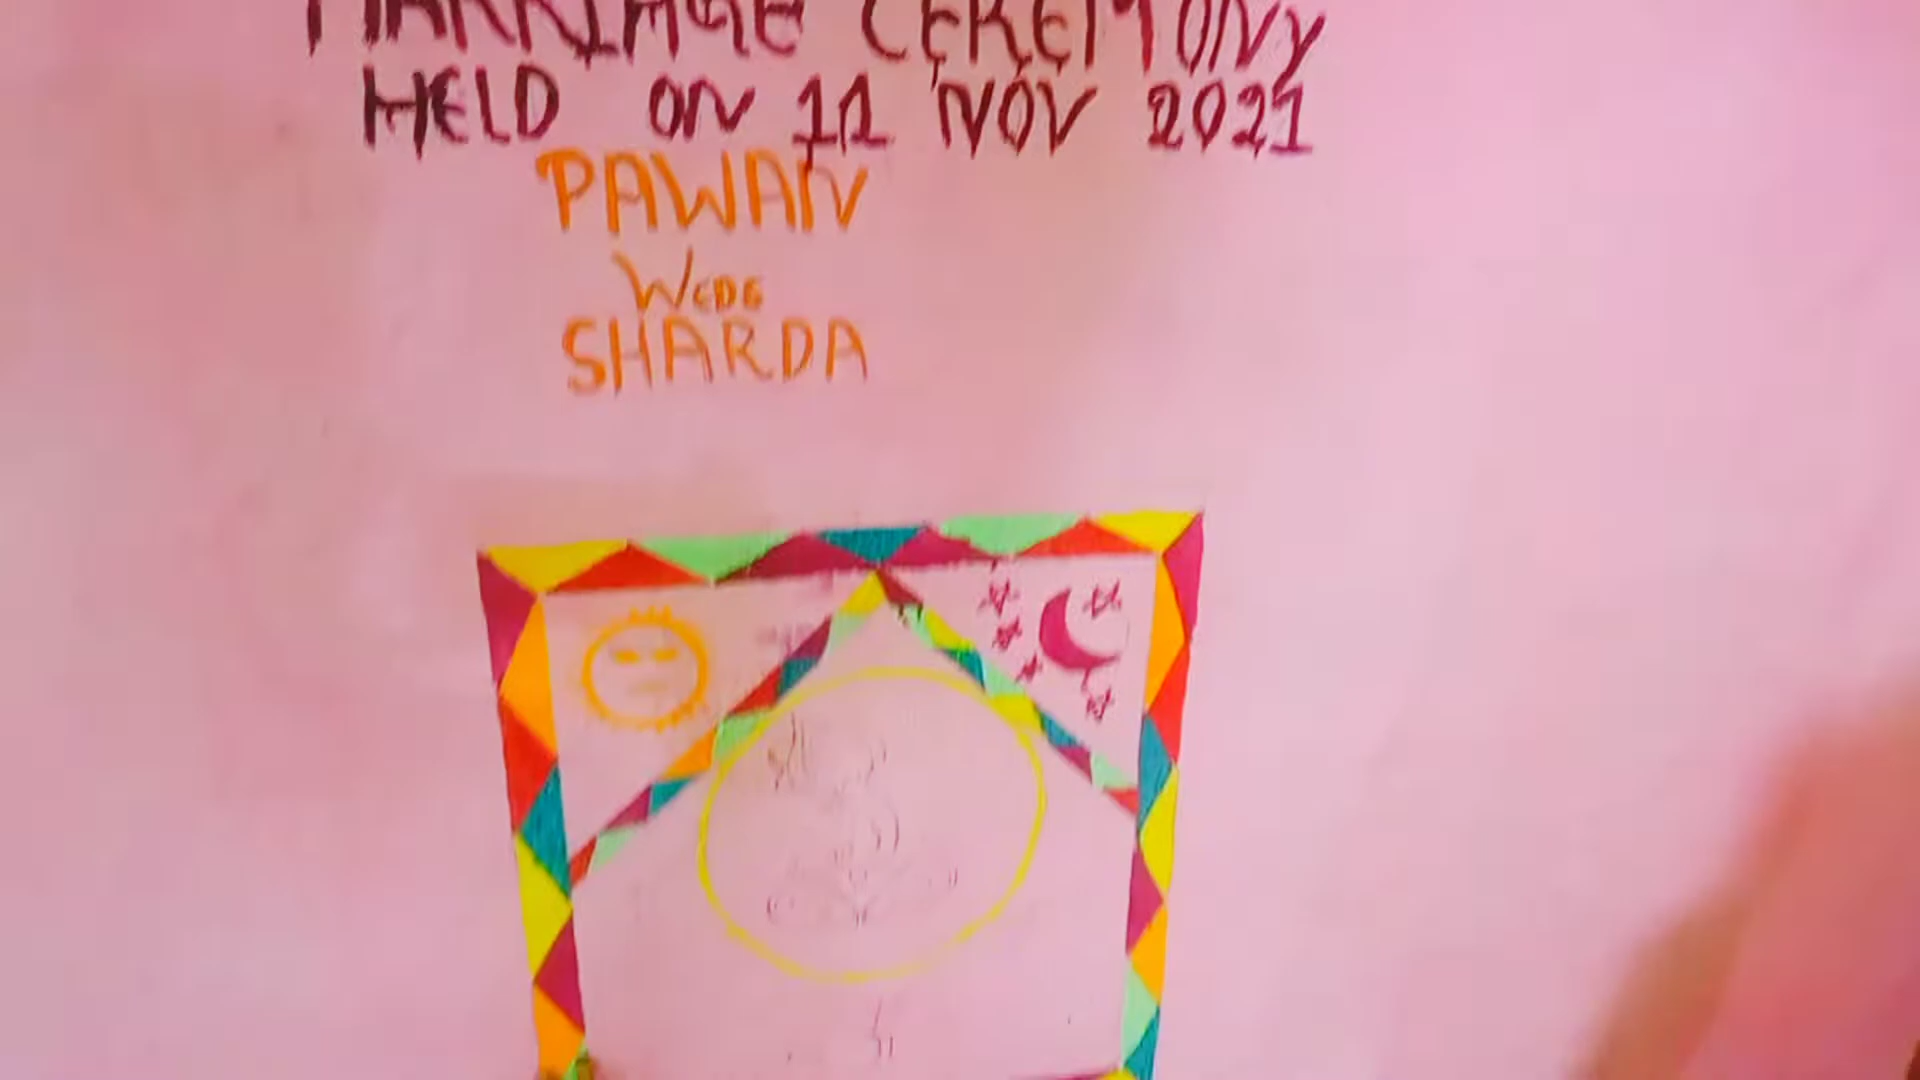 MARRIAGE CEREMONY
HELD ON 11 NOV 2021
PAWAN
WEDS
SHARDA